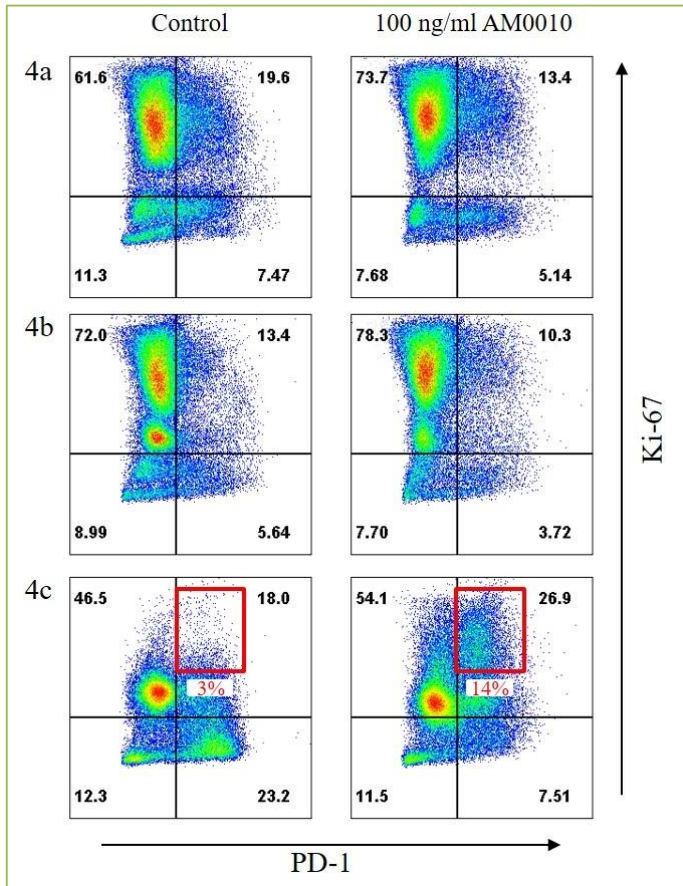 Control 100 ng/ml AM0010
4a
61.6 19.6 73.7 13.4
11.3 7.47 7.68 5.14
4b
72.0 13.4 78.3 10.3
8.99 5.64 7.70 3.72
4c
46.5 18.0 54.1 26.9
3% 14%
12.3 23.2 11.5 7.51
Ki-67
PD-1